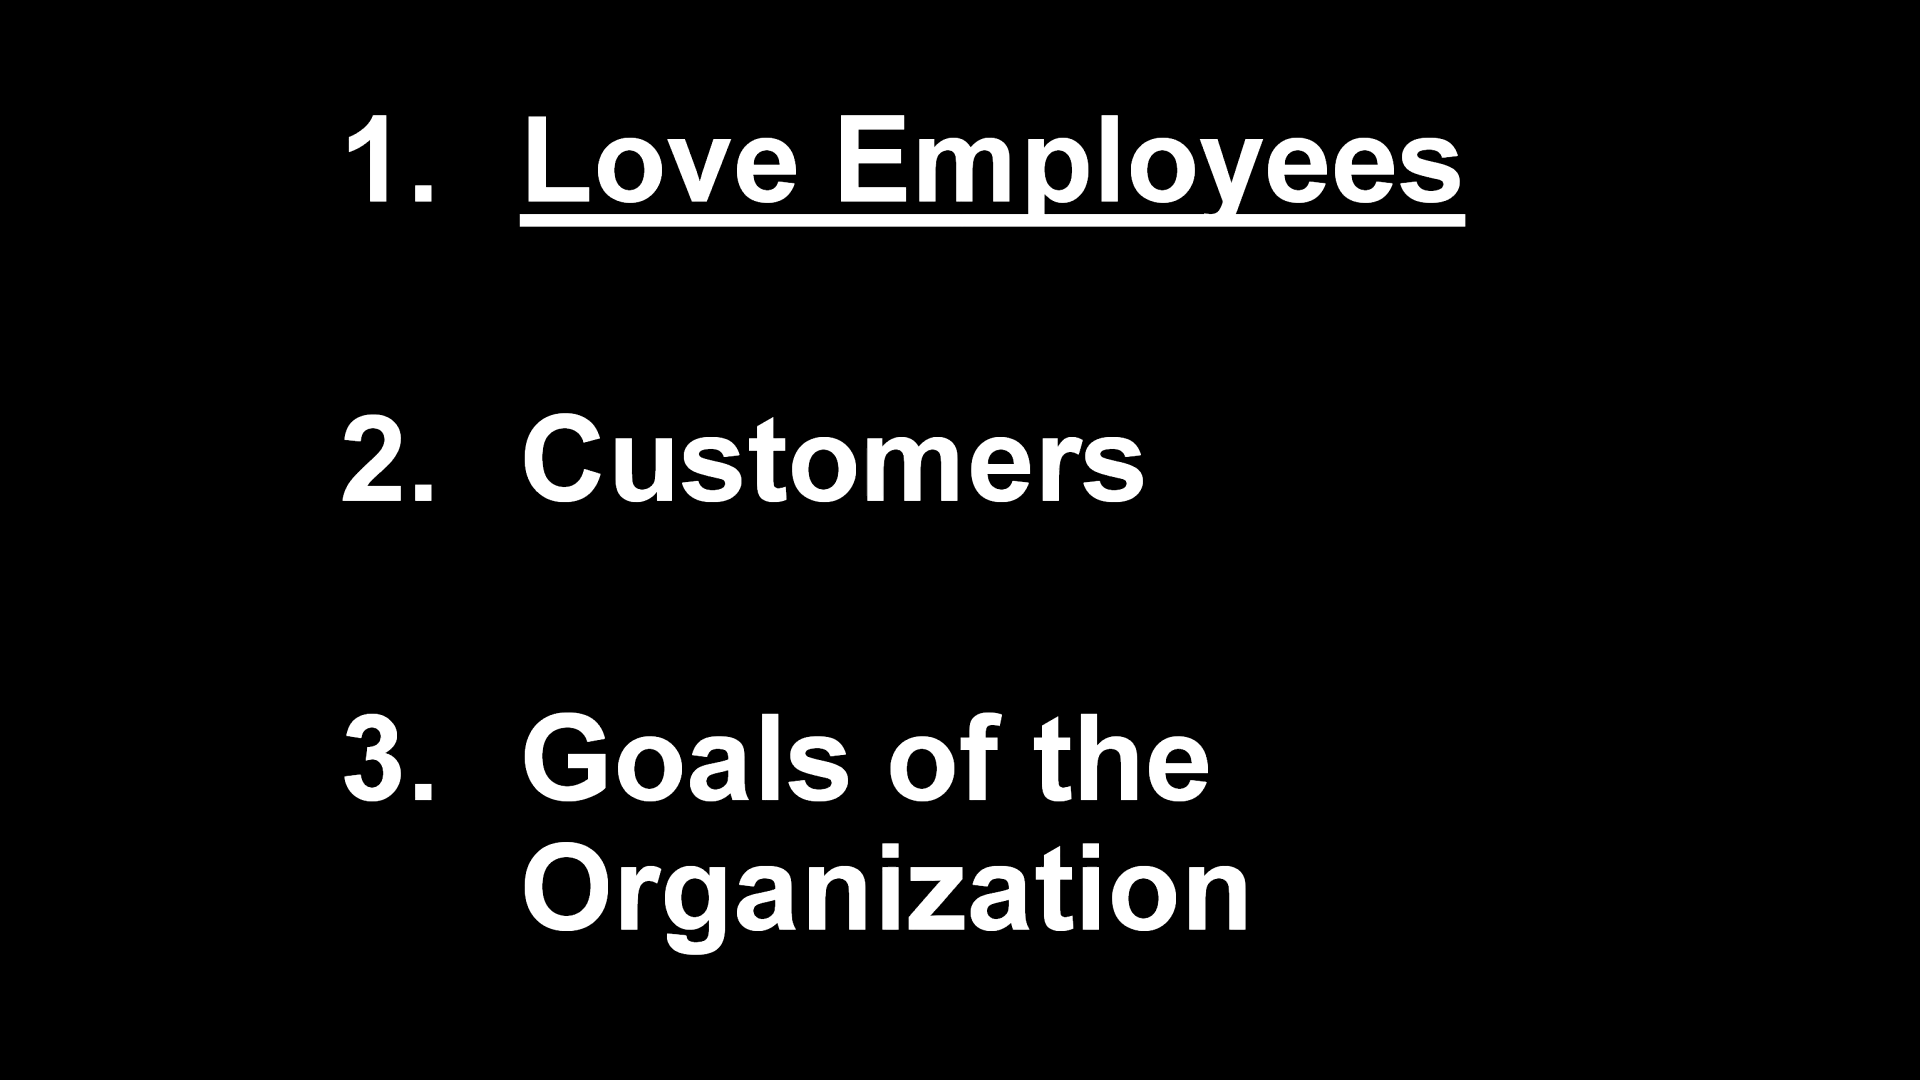 1. Love Employees
2. Customers
3. Goals of the
Organization